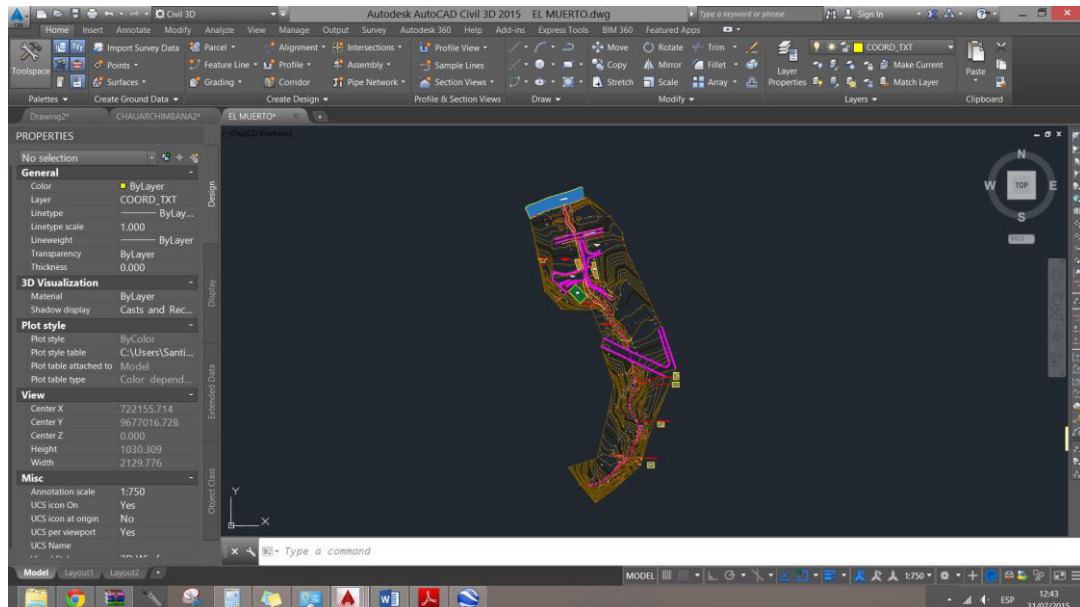 Civil 3D
Autodesk AutoCAD Civil 3D 2015 EL MUERTO.dwg
Type a keyword or phrase
Sign In
Home Insert Annotate Modify Analyze View Manage Output Survey Autodesk 360 Help Add-ins Express Tools BIM 360 Featured Apps
Toolspace
Import Survey Data
Points
Surfaces
Parcel
Feature Line
Grading
Alignment
Profile
Corridor
Intersections
Assembly
Pipe Network
Profile View
Sample Lines
Section Views
Move
Copy
Stretch
Rotate
Mirror
Scale
Trim
Fillet
Array
Layer Properties
COORD_TXT
Make Current
Match Layer
Paste
Palettes Create Ground Data Create Design Profile & Section Views Draw Modify Layers Clipboard
Drawing2* CHAUARCHIMBANA2* EL MUERTO*
PROPERTIES
No selection
General
Color ByLayer
Layer COORD_TXT
Linetype ByLay...
Linetype scale 1.000
Lineweight ByLayer
Transparency ByLayer
Thickness 0.000
3D Visualization
Material ByLayer
Shadow display Casts and Rec...
Plot style
Plot style ByColor
Plot style table C:\Users\Santi...
Plot table attached to Model
Plot table type Color depend...
View
Center X 722155.714
Center Y 9677016.728
Center Z 0.000
Height 1030.309
Width 2129.776
Misc
Annotation scale 1:750
UCS icon On Yes
UCS icon at origin No
UCS per viewport Yes
UCS Name
Design
Display
Extended Data
Object Class
N
W TOP E
S
WCS
Y
X
Type a command
Model Layout1 Layout2
MODEL 1:750
ESP
12:43
21/07/2015